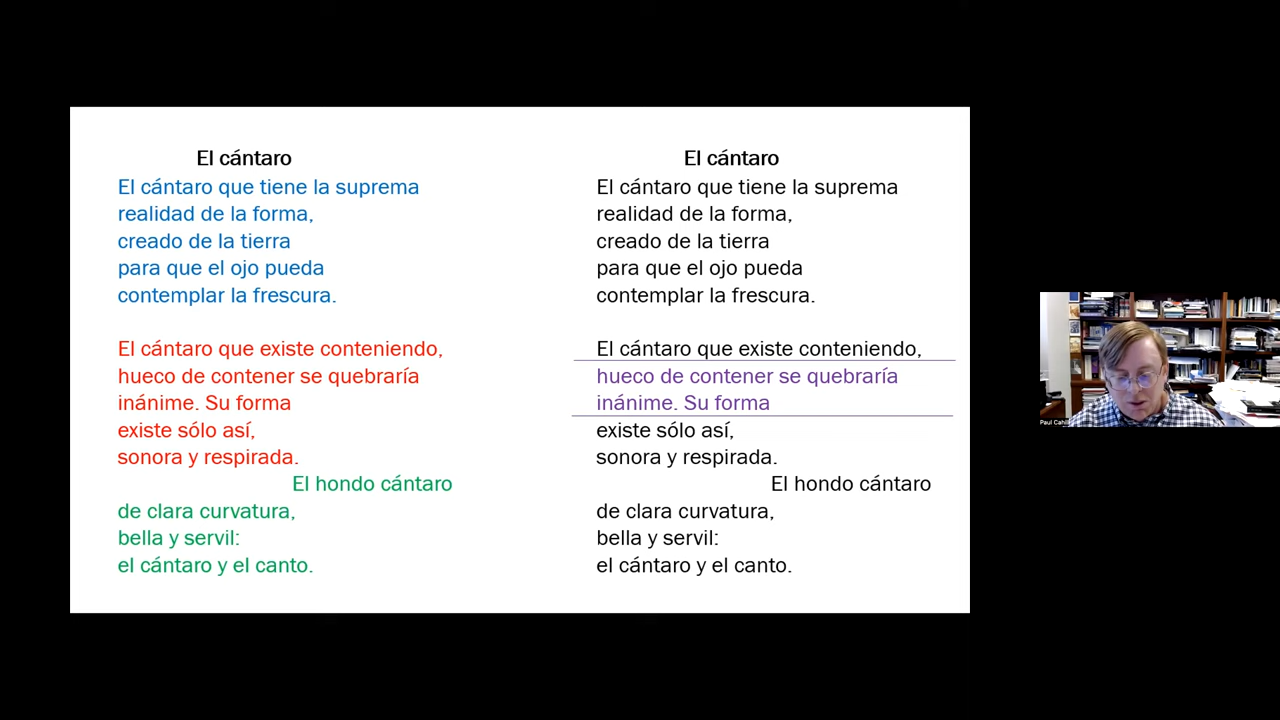 El cántaro
El cántaro que tiene la suprema
realidad de la forma,
creado de la tierra
para que el ojo pueda
contemplar la frescura.
El cántaro que existe conteniendo,
hueco de contener se quebraría
inánime. Su forma
existe sólo así,
sonora y respirada.
El hondo cántaro
de clara curvatura,
bella y servil:
el cántaro y el canto.
El cántaro
El cántaro que tiene la suprema
realidad de la forma,
creado de la tierra
para que el ojo pueda
contemplar la frescura.
El cántaro que existe conteniendo,
hueco de contener se quebraría
inánime. Su forma
existe sólo así,
sonora y respirada.
El hondo cántaro
de clara curvatura,
bella y servil:
el cántaro y el canto.
Paul Cahill